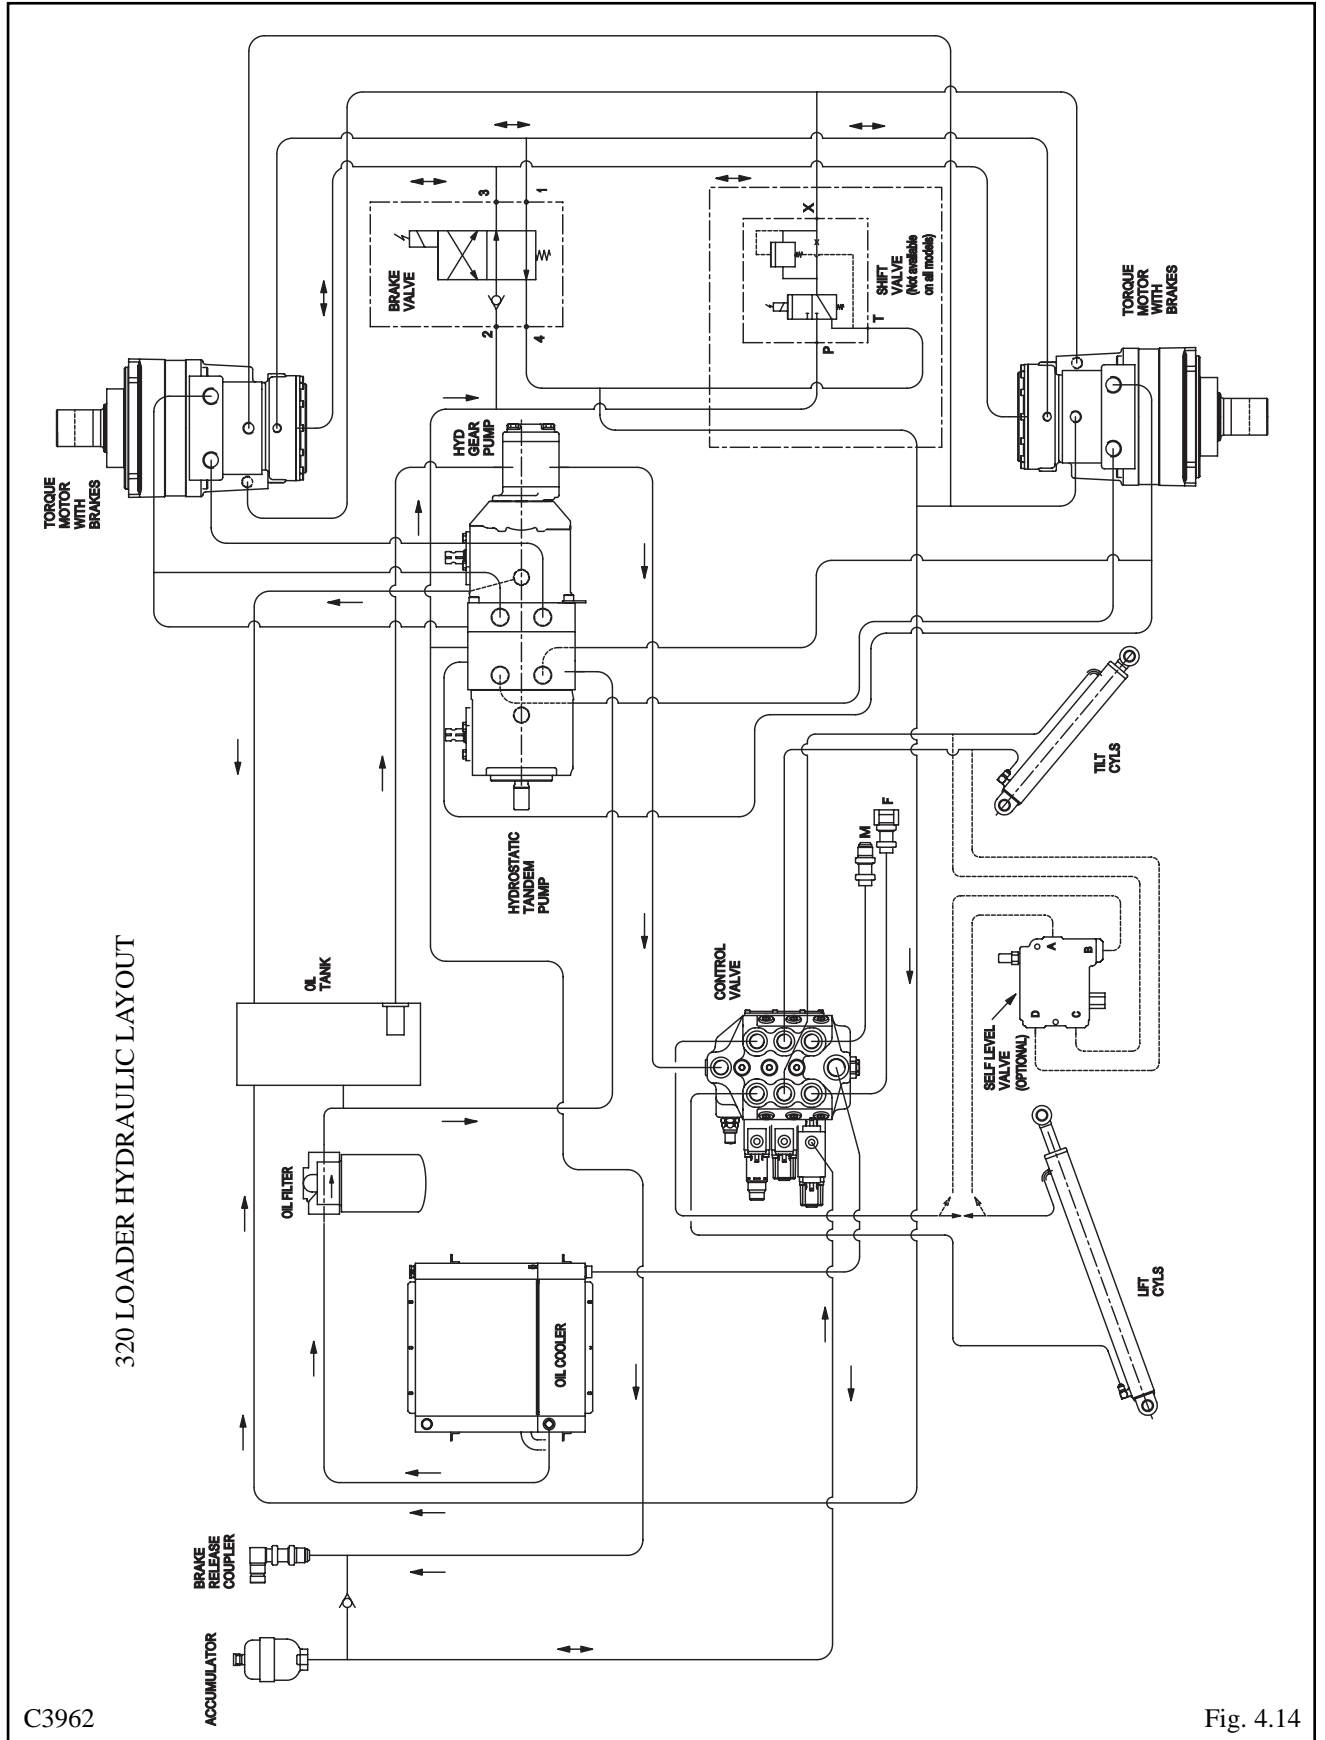 320 LOADER HYDRAULIC LAYOUT
TORQUE
MOTOR
WITH
BRAKES
BRAKE
VALVE
3
1
2
4
X
SHIFT
VALVE
(Not available
on all models)
T
P
TORQUE
MOTOR
WITH
BRAKES
HYD
GEAR
PUMP
HYDROSTATIC
TANDEM
PUMP
OIL
TANK
OIL FILTER
OIL COOLER
CONTROL
VALVE
M
F
TILT
CYLS
SELF LEVEL
VALVE
(OPTIONAL)
A
B
D
C
LIFT
CYLS
BRAKE
RELEASE
COUPLER
ACCUMULATOR
C3962
Fig. 4.14